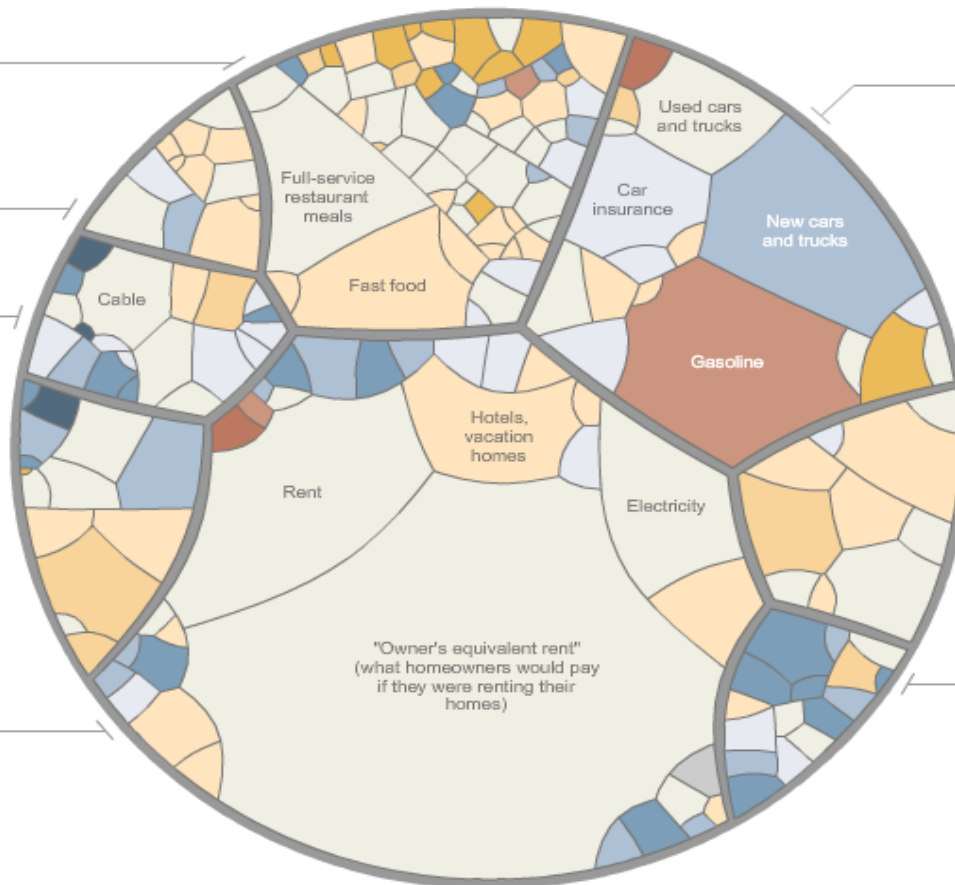 Used cars
and trucks
Full-service
restaurant
meals
Car
insurance
New cars
and trucks
Cable
Fast food
Gasoline
Hotels,
vacation
homes
Rent
Electricity
"Owner's equivalent rent"
(what homeowners would pay
if they were renting their
homes)